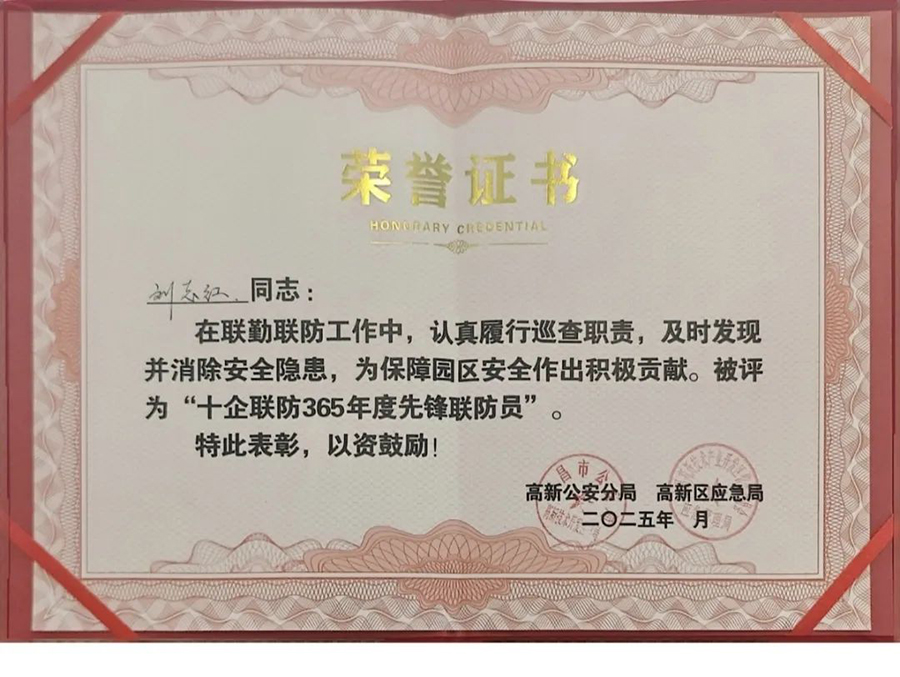 荣誉证书
HONORARY CREDENTIAL
刘志红 同志：
在联勤联防工作中，认真履行巡查职责，及时发现
并消除安全隐患，为保障园区安全作出积极贡献。被评
为“十企联防365年度先锋联防员”。
特此表彰，以资鼓励！
高新公安分局 高新区应急局
二〇二五年 月